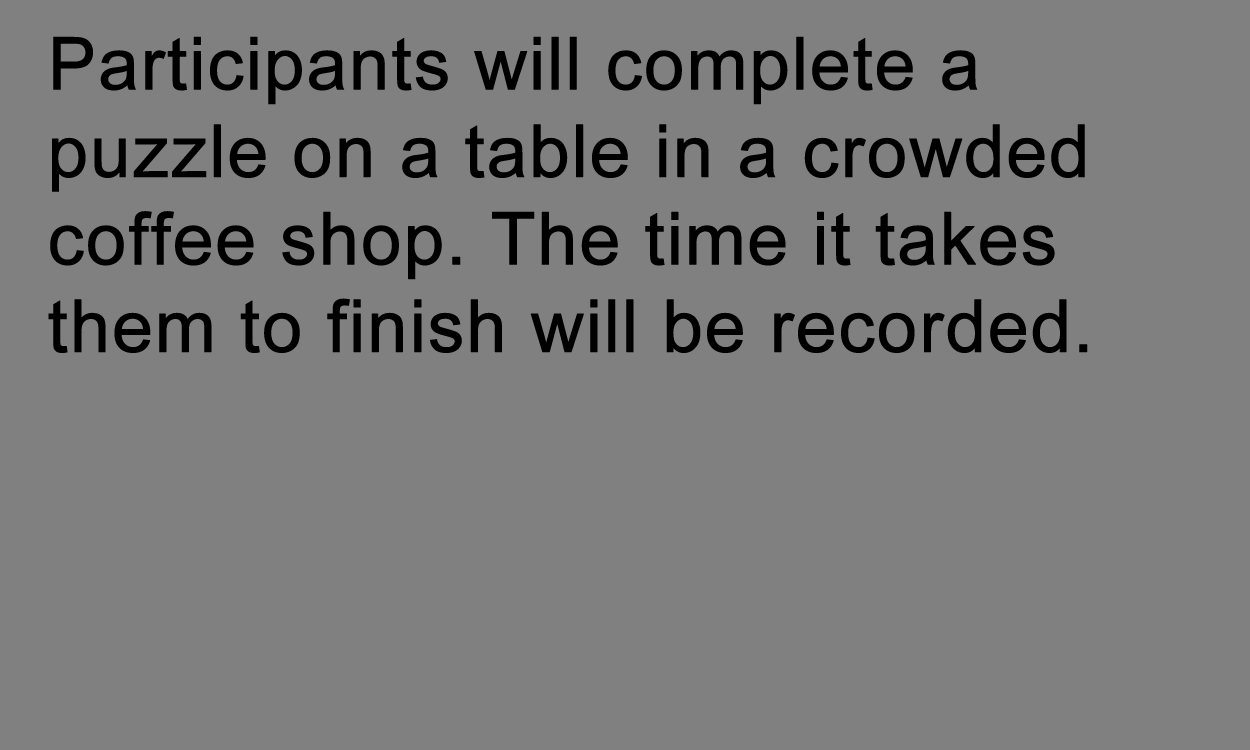 Participants will complete a
puzzle on a table in a crowded
coffee shop. The time it takes
them to finish will be recorded.